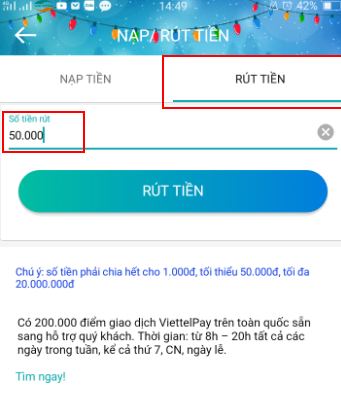 14:49
42%
NẠP/ RÚT TIỀN
NẠP TIỀN
RÚT TIỀN
Số tiền rút
50.000
RÚT TIỀN
Chú ý: số tiền phải chia hết cho 1.000đ, tối thiểu 50.000đ, tối đa
20.000.000đ
Có 200.000 điểm giao dịch ViettelPay trên toàn quốc sẵn
sang hỗ trợ quý khách. Thời gian: từ 8h – 20h tất cả các
ngày trong tuần, kể cả thứ 7, CN, ngày lễ.
Tìm ngay!